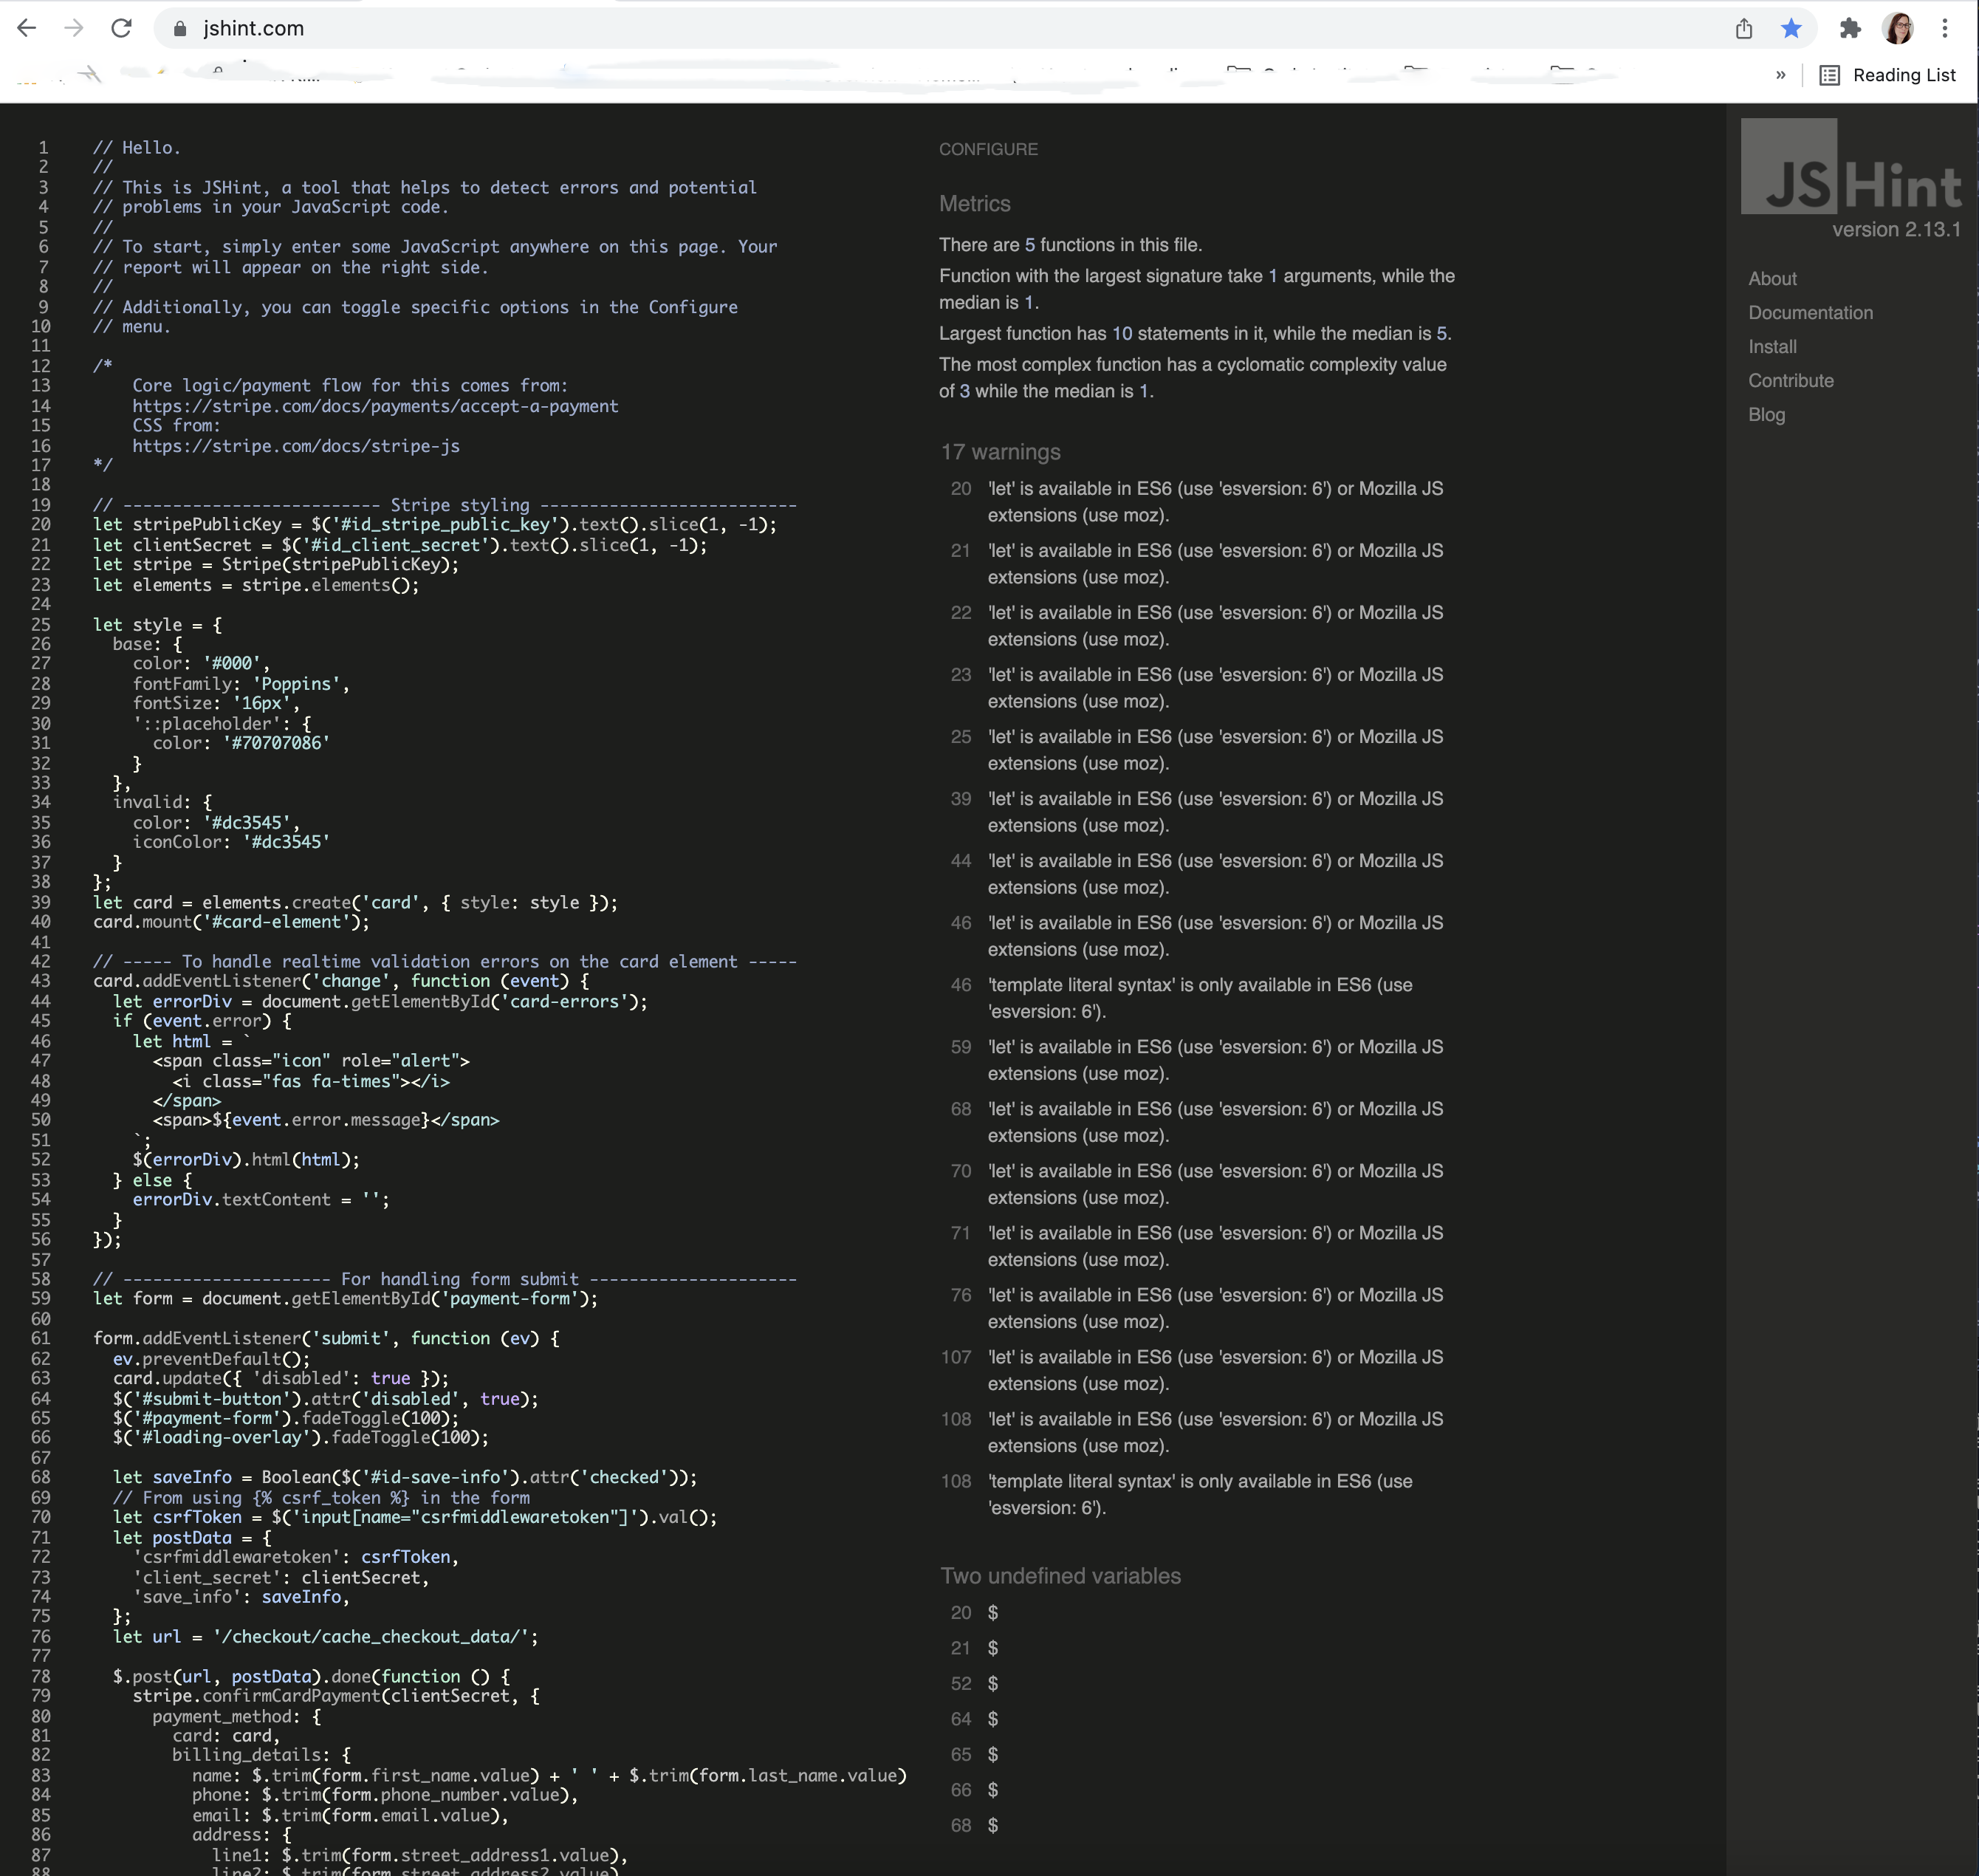 jshint.com
» Reading List
1 // Hello.
2 //
3 // This is JSHint, a tool that helps to detect errors and potential
4 // problems in your JavaScript code.
5 //
6 // To start, simply enter some JavaScript anywhere on this page. Your
7 // report will appear on the right side.
8 //
9 // Additionally, you can toggle specific options in the Configure
10 // menu.
11
12 /*
13 Core logic/payment flow for this comes from:
14 https://stripe.com/docs/payments/accept-a-payment
15 CSS from:
16 https://stripe.com/docs/stripe-js
17 */
18
19 // -------------------------- Stripe styling --------------------------
20 let stripePublicKey = $('#id_stripe_public_key').text().slice(1, -1);
21 let clientSecret = $('#id_client_secret').text().slice(1, -1);
22 let stripe = Stripe(stripePublicKey);
23 let elements = stripe.elements();
24
25 let style = {
26 base: {
27 color: '#000',
28 fontFamily: 'Poppins',
29 fontSize: '16px',
30 '::placeholder': {
31 color: '#70707086'
32 }
33 },
34 invalid: {
35 color: '#dc3545',
36 iconColor: '#dc3545'
37 }
38 };
39 let card = elements.create('card', { style: style });
40 card.mount('#card-element');
41
42 // ----- To handle realtime validation errors on the card element -----
43 card.addEventListener('change', function (event) {
44 let errorDiv = document.getElementById('card-errors');
45 if (event.error) {
46 let html = `
47 <span class="icon" role="alert">
48 <i class="fas fa-times"></i>
49 </span>
50 <span>${event.error.message}</span>
51 `;
52 $(errorDiv).html(html);
53 } else {
54 errorDiv.textContent = '';
55 }
56 });
57
58 // --------------------- For handling form submit ---------------------
59 let form = document.getElementById('payment-form');
60
61 form.addEventListener('submit', function (ev) {
62 ev.preventDefault();
63 card.update({ 'disabled': true });
64 $('#submit-button').attr('disabled', true);
65 $('#payment-form').fadeToggle(100);
66 $('#loading-overlay').fadeToggle(100);
67
68 let saveInfo = Boolean($('#id-save-info').attr('checked'));
69 // From using {% csrf_token %} in the form
70 let csrfToken = $('input[name="csrfmiddlewaretoken"]').val();
71 let postData = {
72 'csrfmiddlewaretoken': csrfToken,
73 'client_secret': clientSecret,
74 'save_info': saveInfo,
75 };
76 let url = '/checkout/cache_checkout_data/';
77
78 $.post(url, postData).done(function () {
79 stripe.confirmCardPayment(clientSecret, {
80 payment_method: {
81 card: card,
82 billing_details: {
83 name: $.trim(form.first_name.value) + ' ' + $.trim(form.last_name.value)
84 phone: $.trim(form.phone_number.value),
85 email: $.trim(form.email.value),
86 address: {
87 line1: $.trim(form.street_address1.value),
88 line2: $.trim(form.street_address2.value)
CONFIGURE
Metrics
There are 5 functions in this file.
Function with the largest signature take 1 arguments, while the
median is 1.
Largest function has 10 statements in it, while the median is 5.
The most complex function has a cyclomatic complexity value
of 3 while the median is 1.
17 warnings
20 'let' is available in ES6 (use 'esversion: 6') or Mozilla JS
extensions (use moz).
21 'let' is available in ES6 (use 'esversion: 6') or Mozilla JS
extensions (use moz).
22 'let' is available in ES6 (use 'esversion: 6') or Mozilla JS
extensions (use moz).
23 'let' is available in ES6 (use 'esversion: 6') or Mozilla JS
extensions (use moz).
25 'let' is available in ES6 (use 'esversion: 6') or Mozilla JS
extensions (use moz).
39 'let' is available in ES6 (use 'esversion: 6') or Mozilla JS
extensions (use moz).
44 'let' is available in ES6 (use 'esversion: 6') or Mozilla JS
extensions (use moz).
46 'let' is available in ES6 (use 'esversion: 6') or Mozilla JS
extensions (use moz).
46 'template literal syntax' is only available in ES6 (use
'esversion: 6').
59 'let' is available in ES6 (use 'esversion: 6') or Mozilla JS
extensions (use moz).
68 'let' is available in ES6 (use 'esversion: 6') or Mozilla JS
extensions (use moz).
70 'let' is available in ES6 (use 'esversion: 6') or Mozilla JS
extensions (use moz).
71 'let' is available in ES6 (use 'esversion: 6') or Mozilla JS
extensions (use moz).
76 'let' is available in ES6 (use 'esversion: 6') or Mozilla JS
extensions (use moz).
107 'let' is available in ES6 (use 'esversion: 6') or Mozilla JS
extensions (use moz).
108 'let' is available in ES6 (use 'esversion: 6') or Mozilla JS
extensions (use moz).
108 'template literal syntax' is only available in ES6 (use
'esversion: 6').
Two undefined variables
20 $
21 $
52 $
64 $
65 $
66 $
68 $
JSHint
version 2.13.1
About
Documentation
Install
Contribute
Blog